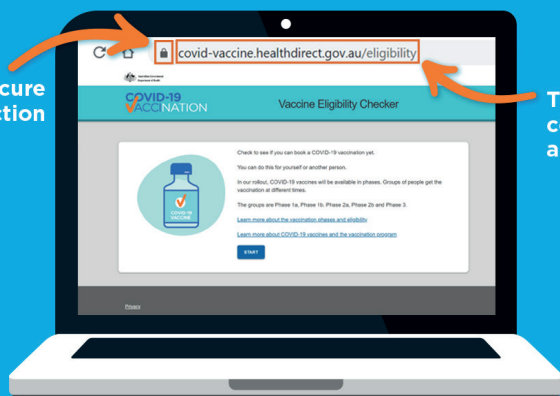 covid-vaccine.healthdirect.gov.au/eligibility
cure
ction
COVID-19
VACCINATION
Vaccine Eligibility Checker
Check to see if you can book a COVID-19 vaccination yet.
You can do this for yourself or another person.
In our rollout, COVID-19 vaccines will be available in phases. Groups of people get the
vaccination at different times.
The groups are Phase 1a, Phase 1b, Phase 2a, Phase 2b and Phase 3.
Learn more about the vaccination phases and eligibility
Learn more about COVID-19 vaccines and the vaccination program
START
COVID-19
VACCINE
Privacy
T
c
a